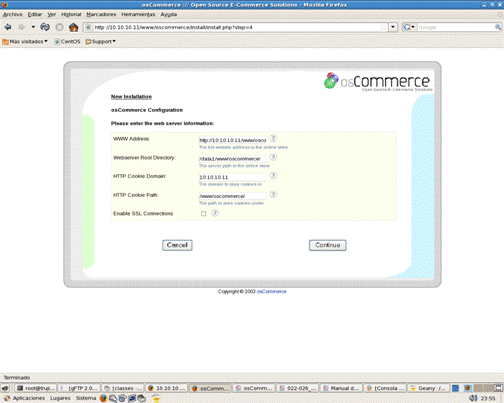 osCommerce ::: Open Source E-Commerce Solutions - Mozilla Firefox
Archivo Editar Ver Historial Marcadores Herramientas Ayuda
http://10.10.10.11/www/oscommerce/install/install.php?step=4
Google
Más visitados CentOS Support
osCommerce
Open Source E-Commerce Solutions
New Installation
osCommerce Configuration
Please enter the web server information:
WWW Address: http://10.10.10.11/www/osco
The full website address to the online store
Webserver Root Directory: /data1/www/oscommerce/
The server path to the online store
HTTP Cookie Domain: 10.10.10.11
The domain to store cookies in
HTTP Cookie Path: /www/oscommerce/
The path to store cookies under
Enable SSL Connections:
Cancel Continue
Copyright © 2003 osCommerce
Terminado
root@truji... [gFTP 2.0... [classes -... 10.10.10... osComm... osComm... 022-026_... Manual d... [Consola ... Geany: /...
Aplicaciones Lugares Sistema 23:55